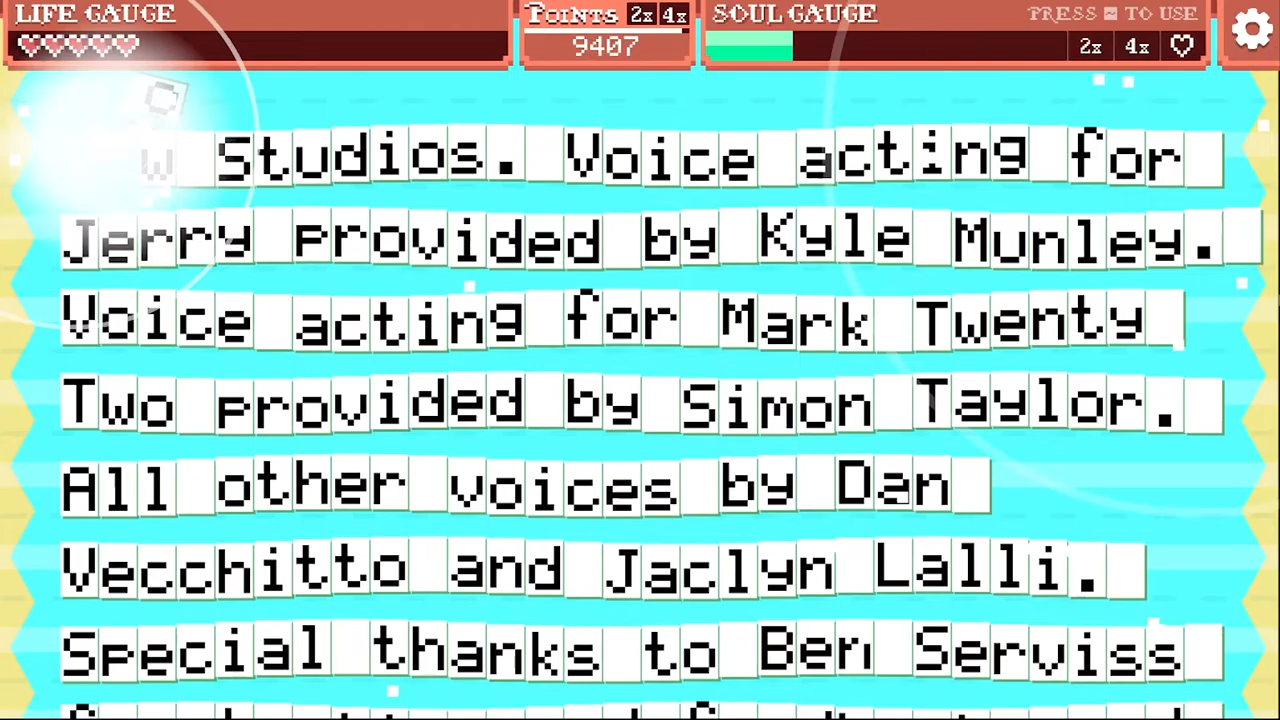 LIFE GAUGE
POINTS 2x 4x
9407
SOUL GAUGE
PRESS TO USE
2x 4x
w Studios. Voice acting for
Jerry provided by Kyle Munley.
Voice acting for Mark Twenty
Two provided by Simon Taylor.
All other voices by Dan
Vecchitto and Jaclyn Lalli.
Special thanks to Ben Serviss